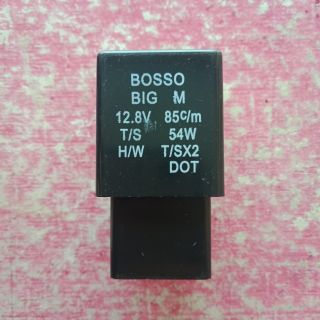 BOSSO
BIG M
12.8V 85c/m
T/S 54W
H/W T/SX2
DOT